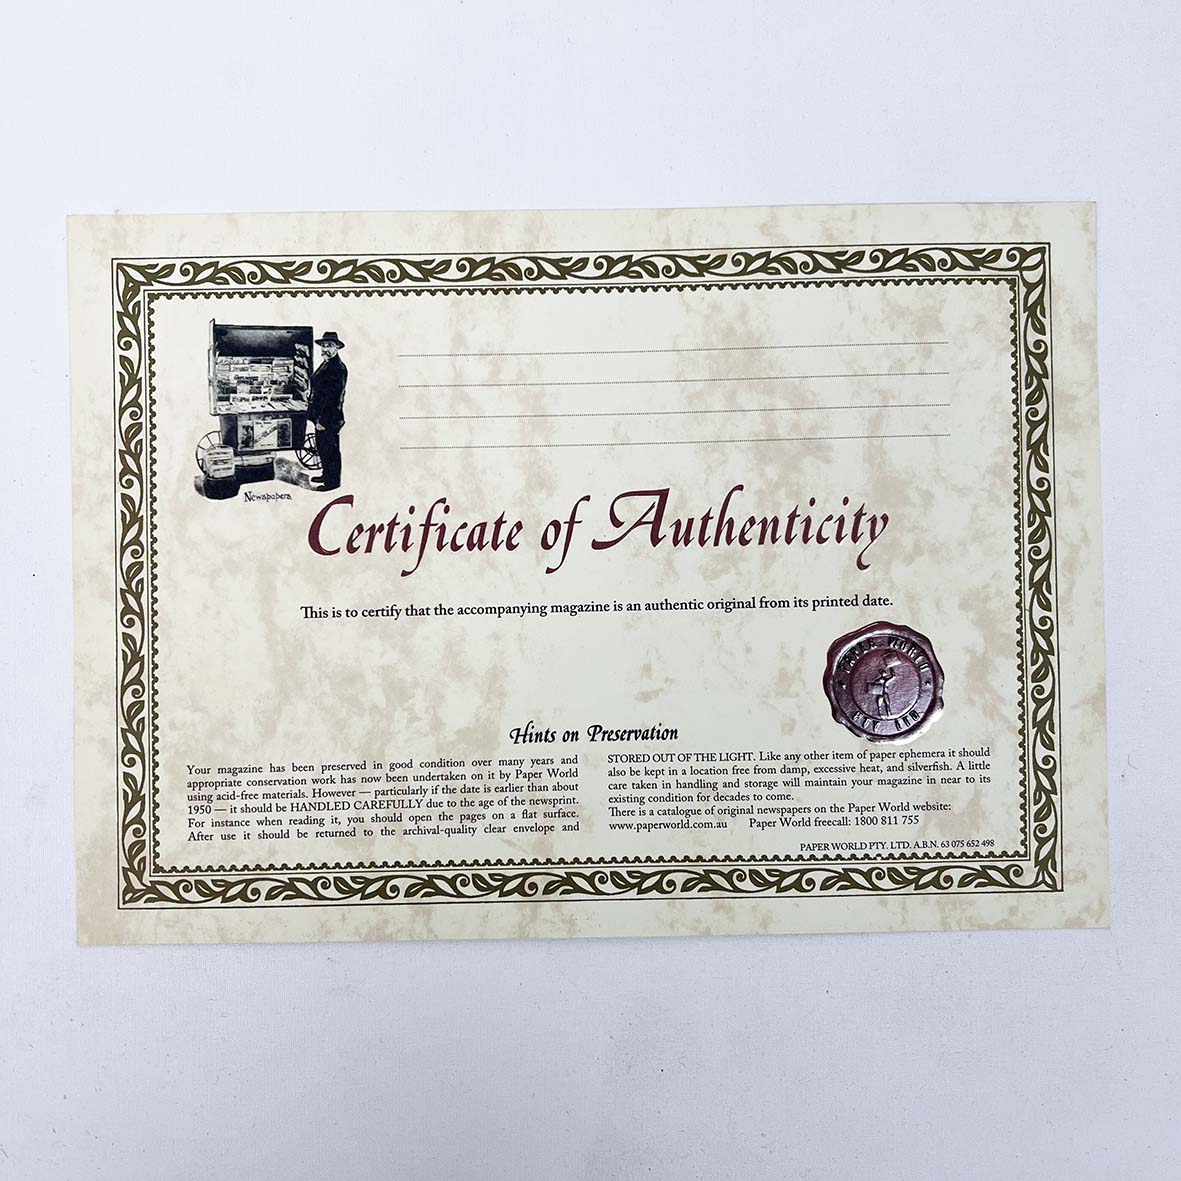 Newspapers
Certificate of Authenticity
This is to certify that the accompanying magazine is an authentic original from its printed date.
PAPER WORLD
PTY LTD
Hints on Preservation
Your magazine has been preserved in good condition over many years and
appropriate conservation work has now been undertaken on it by Paper World
using acid-free materials. However — particularly if the date is earlier than about
1950 — it should be HANDLED CAREFULLY due to the age of the newsprint.
For instance when reading it, you should open the pages on a flat surface.
After use it should be returned to the archival-quality clear envelope and
STORED OUT OF THE LIGHT. Like any other item of paper ephemera it should
also be kept in a location free from damp, excessive heat, and silverfish. A little
care taken in handling and storage will maintain your magazine in near to its
existing condition for decades to come.
There is a catalogue of original newspapers on the Paper World website:
www.paperworld.com.au Paper World freecall: 1800 811 755
PAPER WORLD PTY. LTD. A.B.N. 63 075 652 498